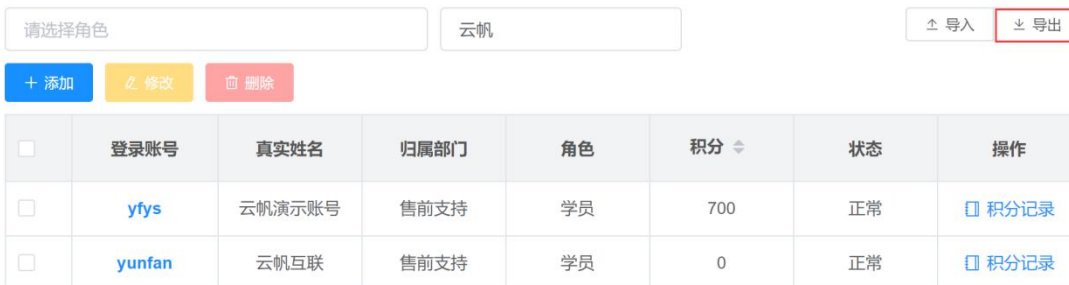 请选择角色 云帆 导入 导出
添加 修改 删除
登录账号 真实姓名 归属部门 角色 积分 状态 操作
yfys 云帆演示账号 售前支持 学员 700 正常 积分记录
yunfan 云帆互联 售前支持 学员 0 正常 积分记录